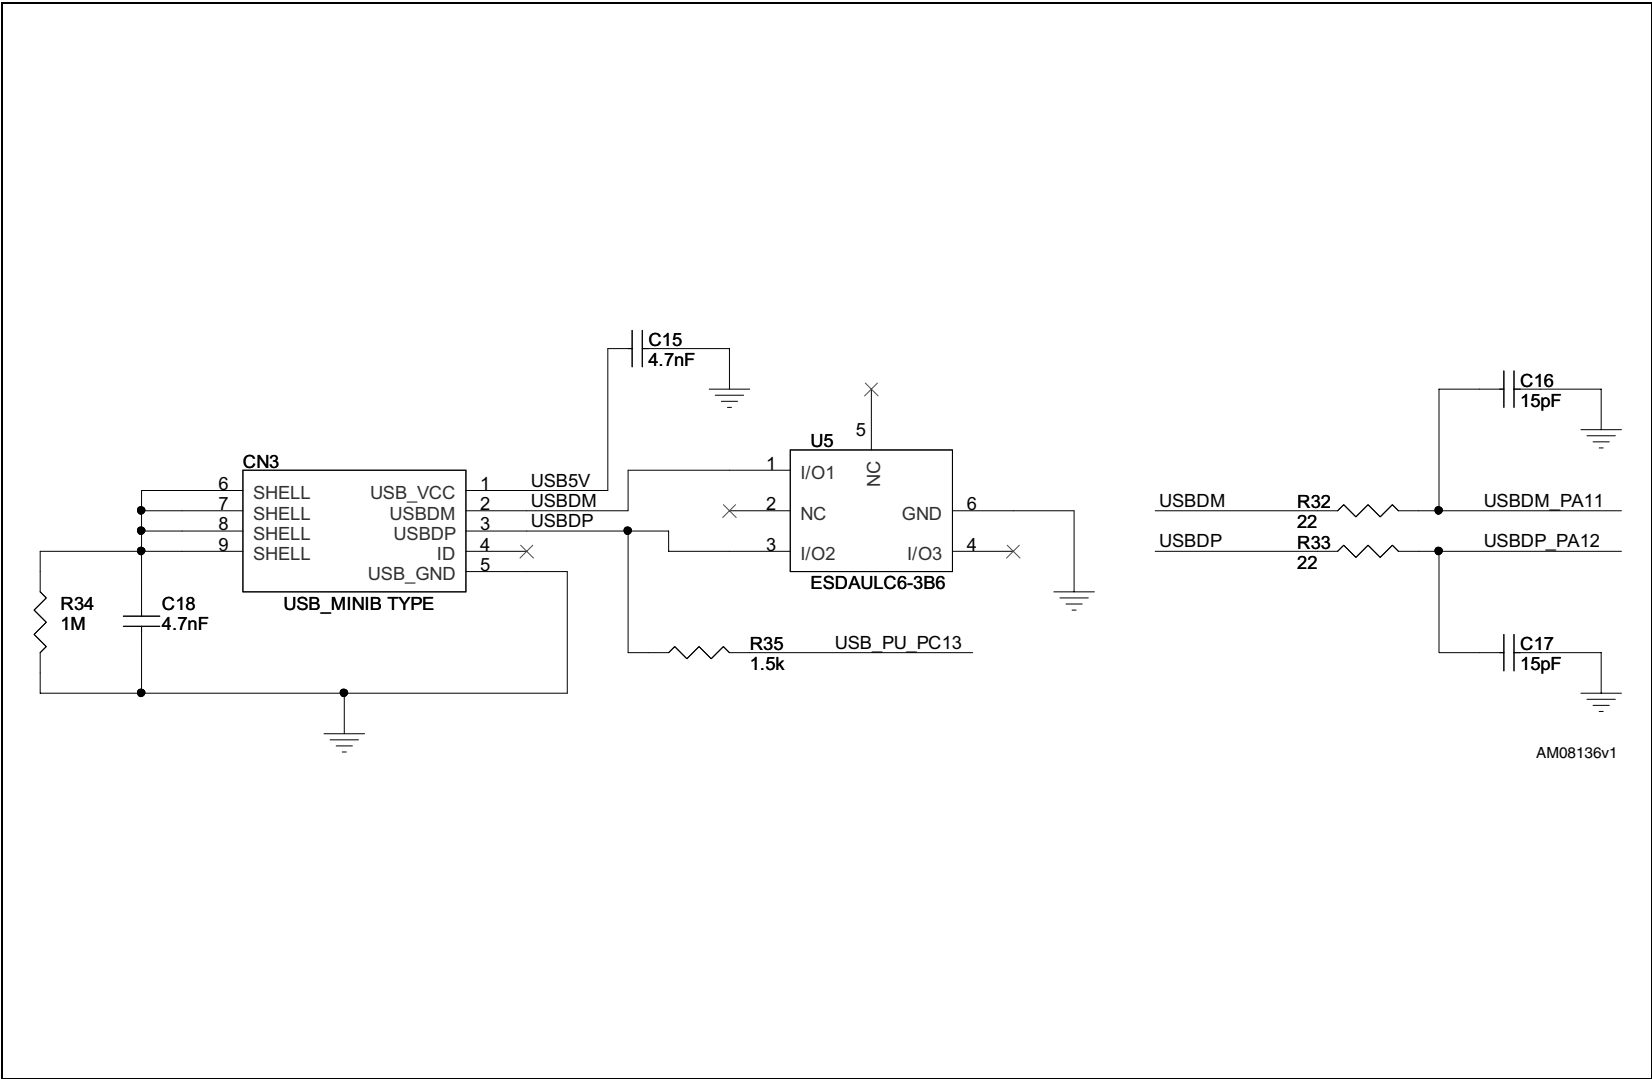 C15
4.7nF
C16
15pF
5
U5
NC
CN3
1
I/O1
6
SHELL
USB_VCC
1
USB5V
7
SHELL
USBDM
2
USBDM
2
NC
GND
6
USBDM
R32
22
USBDM_PA11
8
SHELL
USBDP
3
USBDP
9
SHELL
ID
4
3
I/O2
I/O3
4
USBDP
R33
22
USBDP_PA12
USB_GND
5
ESDAULC6-3B6
USB_MINIB TYPE
R34
1M
C18
4.7nF
R35
1.5k
USB_PU_PC13
C17
15pF
AM08136v1